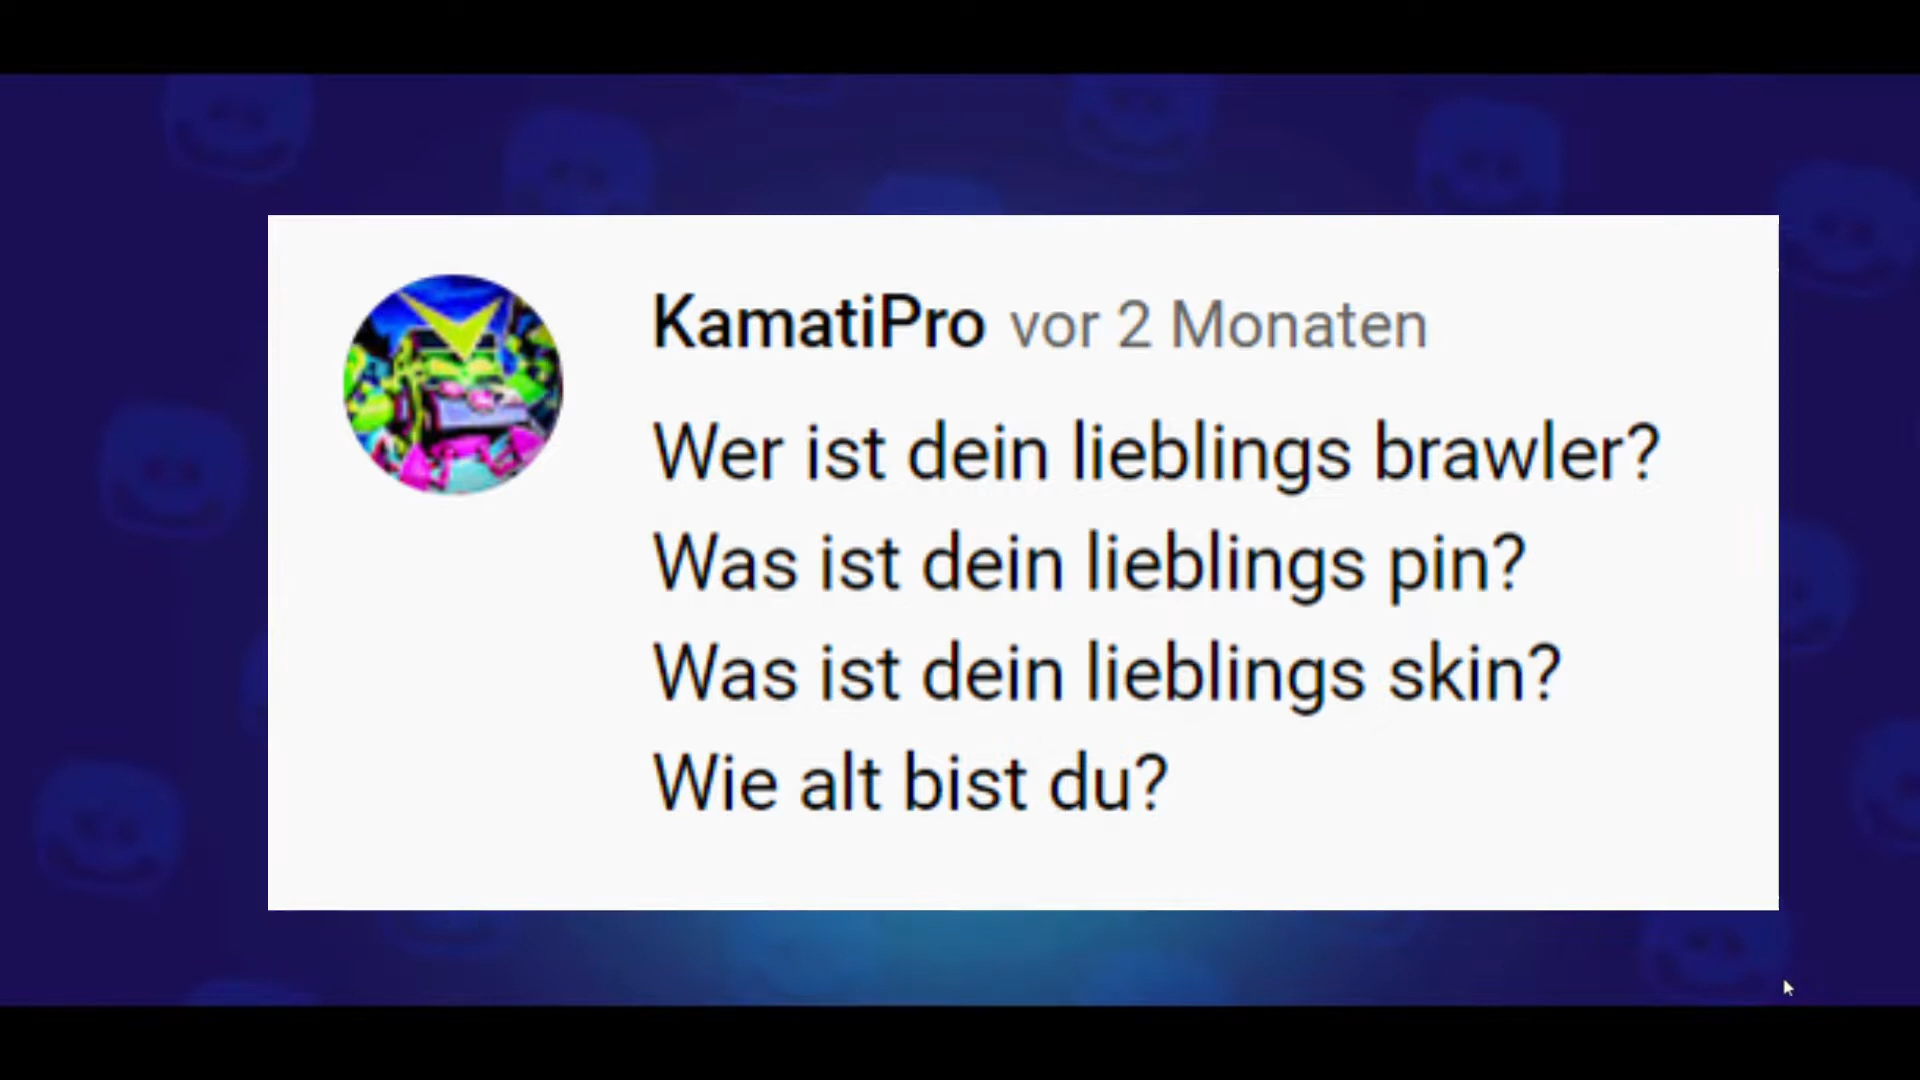 KamatiPro vor 2 Monaten
Wer ist dein lieblings brawler?
Was ist dein lieblings pin?
Was ist dein lieblings skin?
Wie alt bist du?